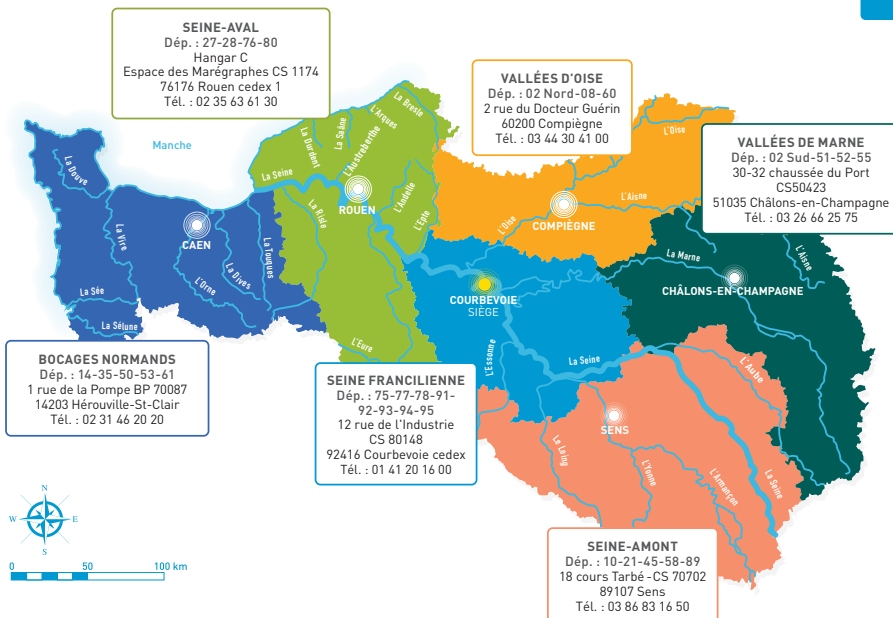 SEINE-AVAL
Dép. : 27-28-76-80
Hangar C
Espace des Marégraphes CS 1174
76176 Rouen cedex 1
Tél. : 02 35 63 61 30
VALLÉES D'OISE
Dép. : 02 Nord-08-60
2 rue du Docteur Guérin
60200 Compiègne
Tél. : 03 44 30 41 00
VALLÉES DE MARNE
Dép. : 02 Sud-51-52-55
30-32 chaussée du Port
CS50423
51035 Châlons-en-Champagne
Tél. : 03 26 66 25 75
Manche
La Douve
La Vire
La Sée
La Sélune
CAEN
L'Orne
La Dives
La Touques
La Seine
La Durdent
La Saâne
L'Arques
La Bresle
L'Austreberthe
ROUEN
La Risle
L'Andelle
L'Epte
L'Eure
L'Oise
L'Aisne
L'Oise
COMPIÈGNE
COURBEVOIE
SIÈGE
La Marne
L'Aisne
CHÂLONS-EN-CHAMPAGNE
L'Essonne
La Seine
L'Aube
SENS
Le Loing
L'Yonne
L'Armançon
La Seine
BOCAGES NORMANDS
Dép. : 14-35-50-53-61
1 rue de la Pompe BP 70087
14203 Hérouville-St-Clair
Tél. : 02 31 46 20 20
SEINE FRANCILIENNE
Dép. : 75-77-78-91-
92-93-94-95
12 rue de l'Industrie
CS 80148
92416 Courbevoie cedex
Tél. : 01 41 20 16 00
SEINE-AMONT
Dép. : 10-21-45-58-89
18 cours Tarbé -CS 70702
89107 Sens
Tél. : 03 86 83 16 50
N
W
E
S
0 50 100 km